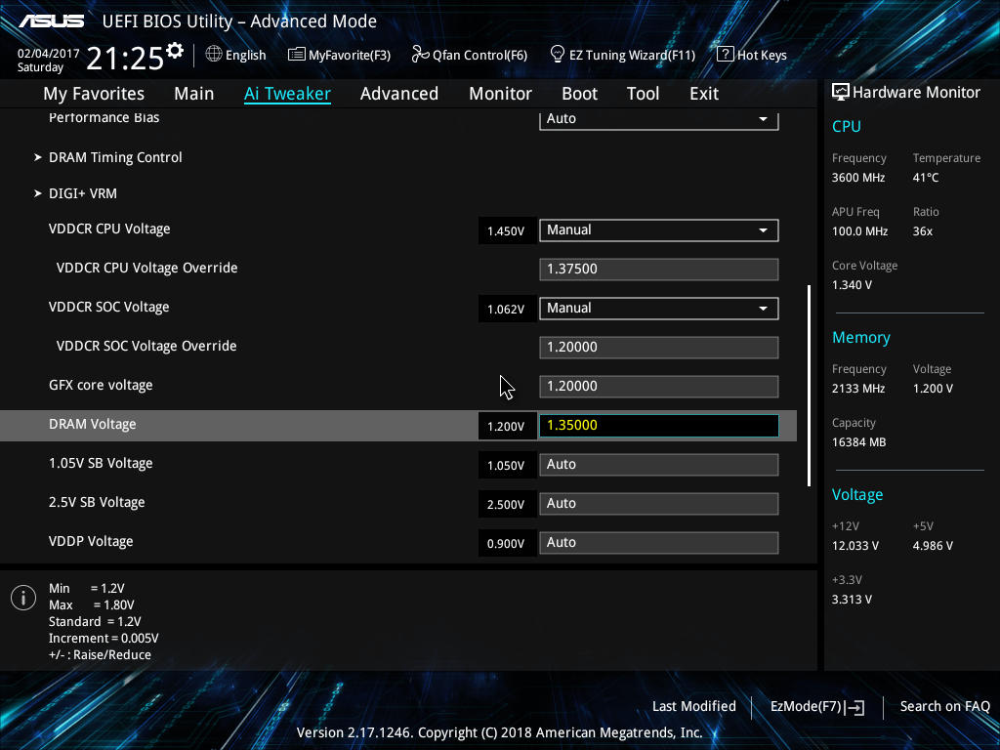 ASUS UEFI BIOS Utility – Advanced Mode
02/04/2017
Saturday
21:25
English MyFavorite(F3) Qfan Control(F6) EZ Tuning Wizard(F11) ? Hot Keys
My Favorites Main Ai Tweaker Advanced Monitor Boot Tool Exit
Performance Bias Auto
DRAM Timing Control
DIGI+ VRM
VDDCR CPU Voltage 1.450V Manual
VDDCR CPU Voltage Override 1.37500
VDDCR SOC Voltage 1.062V Manual
VDDCR SOC Voltage Override 1.20000
GFX core voltage 1.20000
DRAM Voltage 1.200V 1.35000
1.05V SB Voltage 1.050V Auto
2.5V SB Voltage 2.500V Auto
VDDP Voltage 0.900V Auto
Min = 1.2V
Max = 1.80V
Standard = 1.2V
Increment = 0.005V
+/- : Raise/Reduce
Hardware Monitor
CPU
Frequency Temperature
3600 MHz 41°C
APU Freq Ratio
100.0 MHz 36x
Core Voltage
1.340 V
Memory
Frequency Voltage
2133 MHz 1.200 V
Capacity
16384 MB
Voltage
+12V +5V
12.033 V 4.986 V
+3.3V
3.313 V
Last Modified EzMode(F7) Search on FAQ
Version 2.17.1246. Copyright (C) 2018 American Megatrends, Inc.